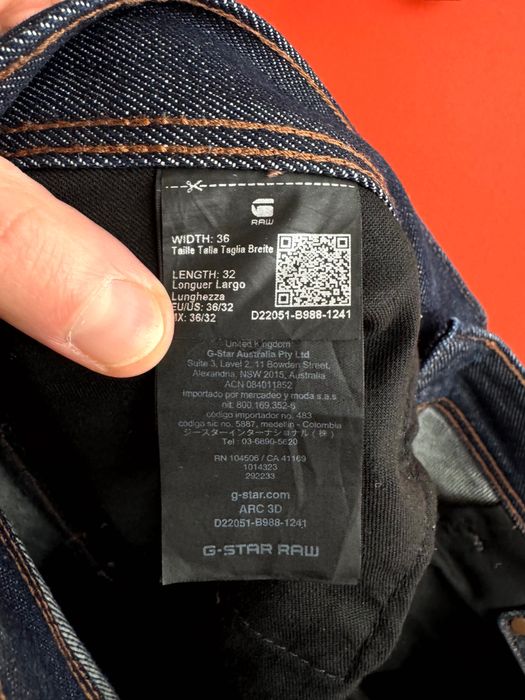 RAW
WIDTH: 36
Taille Talla Taglia Breite
LENGTH: 32
Longuer Largo
Lunghezza
EU/US: 36/32
MX: 36/32
D22051-B988-1241
United Kingdom
G-Star Australia Pty Ltd
Suite 3, Level 2, 11 Bowden Street,
Alexandria, NSW 2015, Australia
ACN 084011852
importado por mercadeo y moda s.a.s
nit: 800.169.352-6
código importador no. 483
código sic no. 5887, medellin - Colombia
ジースターインターナショナル(株)
Tel : 03-6890-5620
RN 104506 / CA 41169
1014323
292233
g-star.com
ARC 3D
D22051-B988-1241
G-STAR RAW